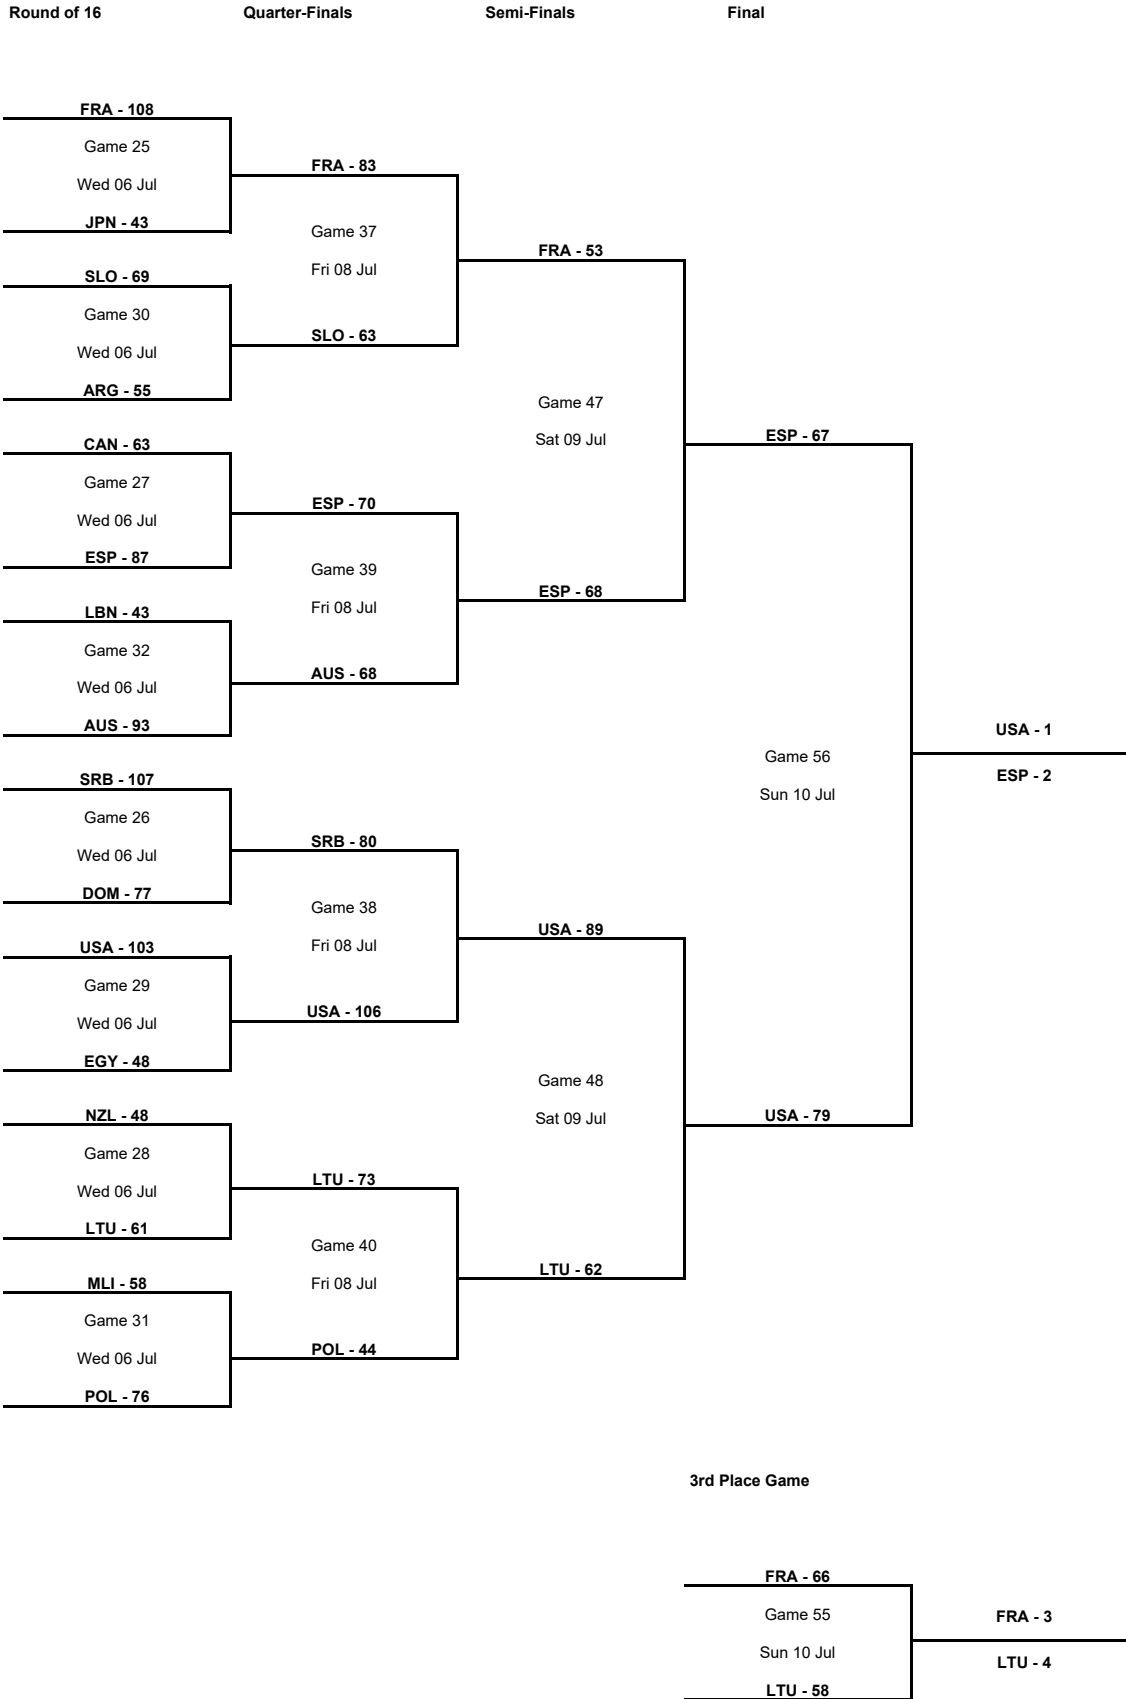 Round of 16 Quarter-Finals Semi-Finals Final
FRA - 108
Game 25
Wed 06 Jul
JPN - 43
SLO - 69
Game 30
Wed 06 Jul
ARG - 55
CAN - 63
Game 27
Wed 06 Jul
ESP - 87
LBN - 43
Game 32
Wed 06 Jul
AUS - 93
SRB - 107
Game 26
Wed 06 Jul
DOM - 77
USA - 103
Game 29
Wed 06 Jul
EGY - 48
NZL - 48
Game 28
Wed 06 Jul
LTU - 61
MLI - 58
Game 31
Wed 06 Jul
POL - 76
FRA - 83
Game 37
Fri 08 Jul
SLO - 63
ESP - 70
Game 39
Fri 08 Jul
AUS - 68
SRB - 80
Game 38
Fri 08 Jul
USA - 106
LTU - 73
Game 40
Fri 08 Jul
POL - 44
FRA - 53
Game 47
Sat 09 Jul
ESP - 68
USA - 89
Game 48
Sat 09 Jul
LTU - 62
ESP - 67
Game 56
Sun 10 Jul
USA - 79
USA - 1
ESP - 2
3rd Place Game
FRA - 66
Game 55
Sun 10 Jul
LTU - 58
FRA - 3
LTU - 4